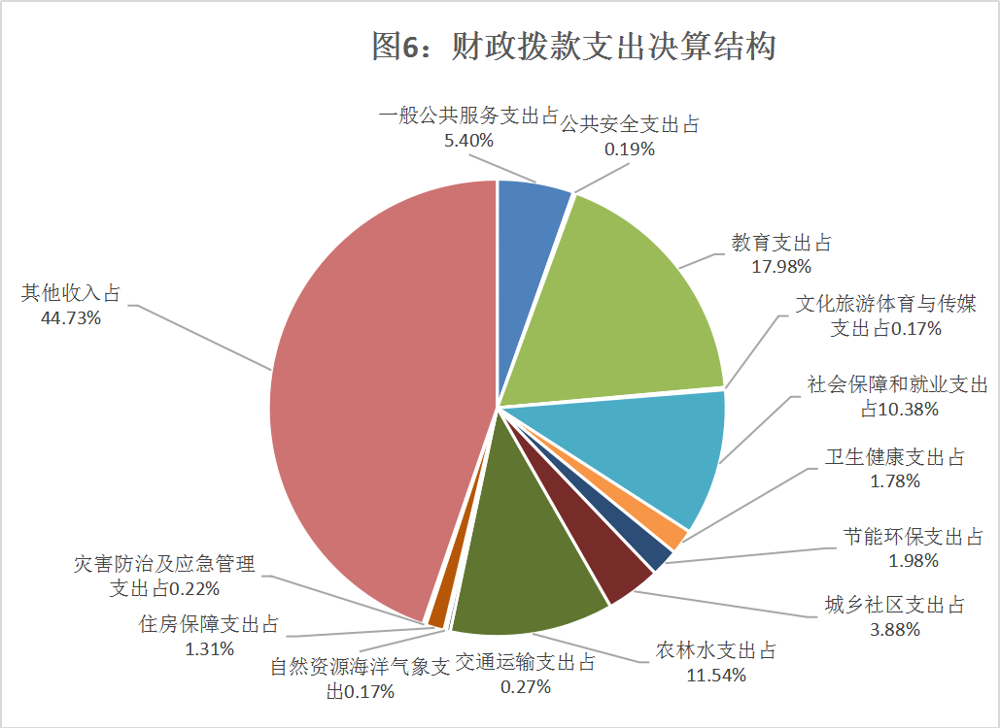 图6：财政拨款支出决算结构
一般公共服务支出占
5.40%
公共安全支出占
0.19%
教育支出占
17.98%
文化旅游体育与传媒
支出占0.17%
社会保障和就业支出
占10.38%
卫生健康支出占
1.78%
节能环保支出占
1.98%
城乡社区支出占
3.88%
农林水支出占
11.54%
交通运输支出占
0.27%
自然资源海洋气象支
出0.17%
住房保障支出占
1.31%
灾害防治及应急管理
支出占0.22%
其他收入占
44.73%